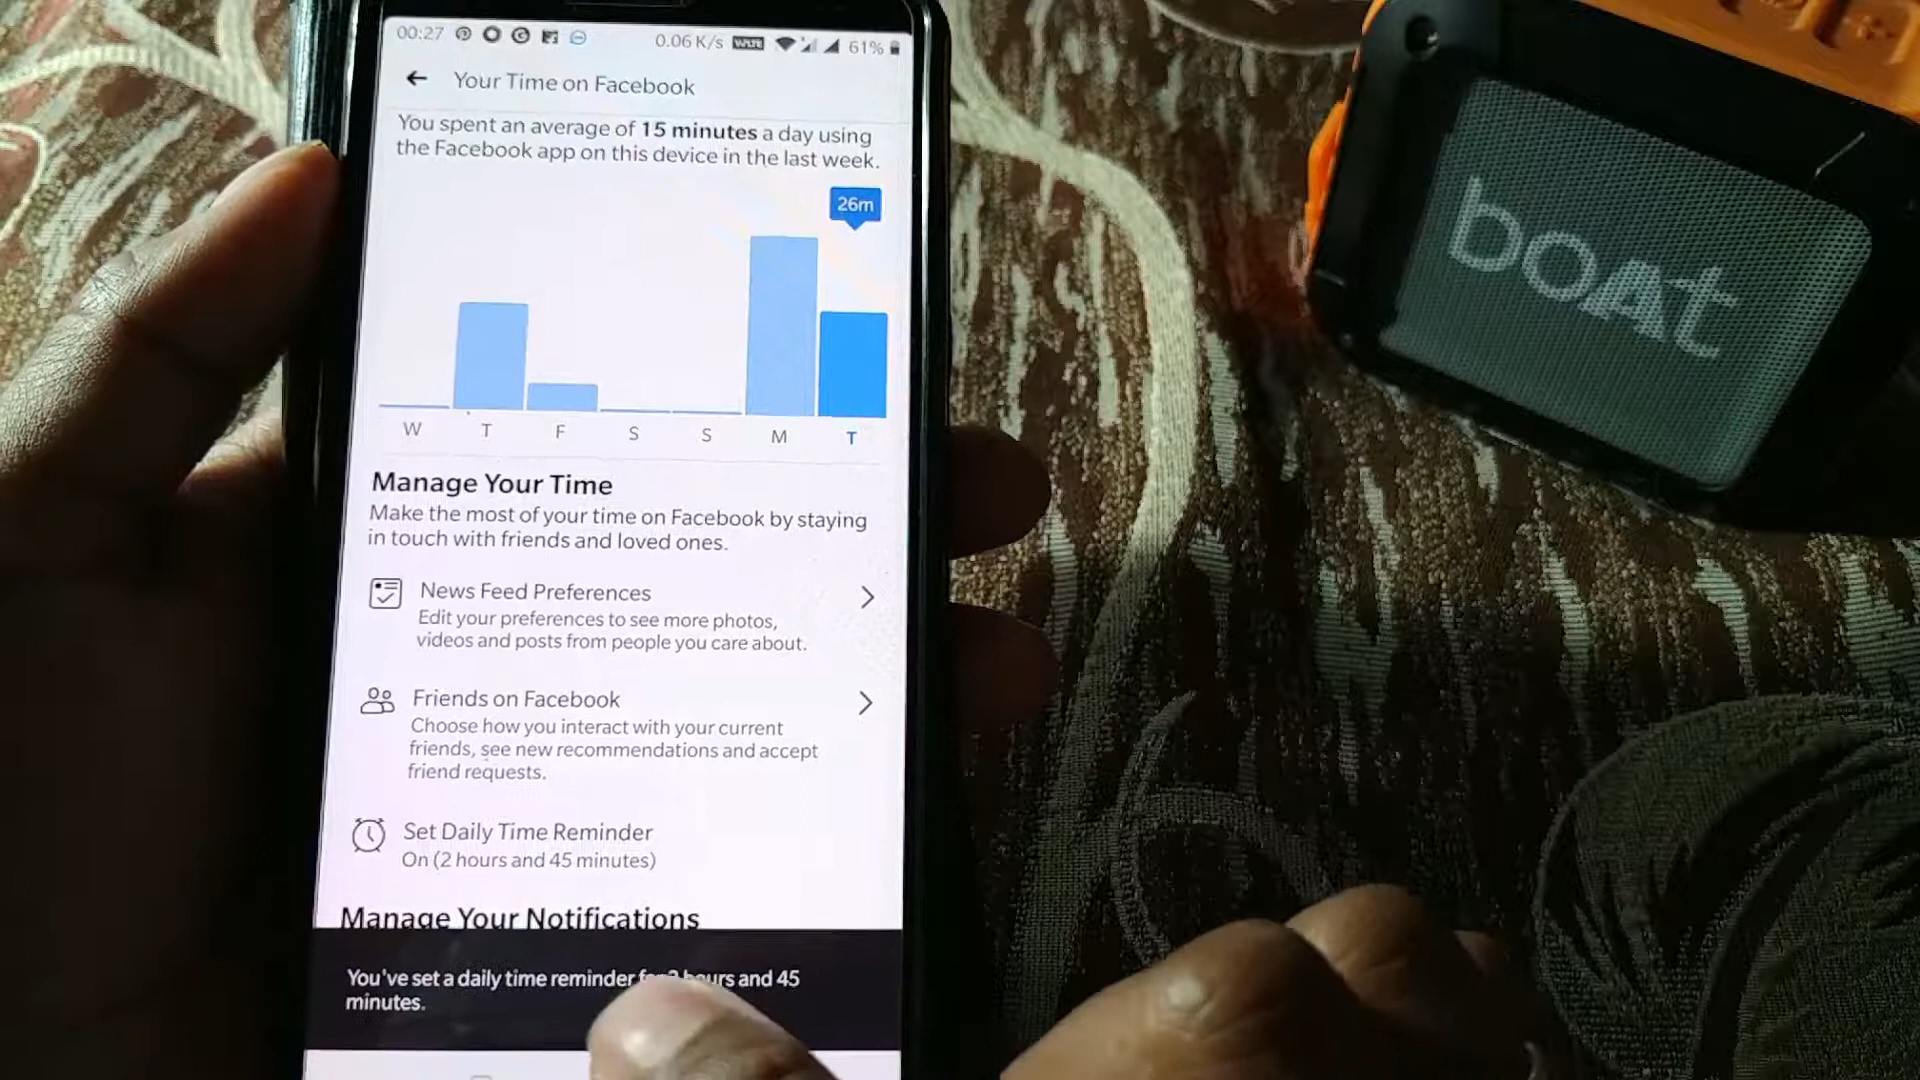 00:27 0.06 K/s VoLTE 61%
Your Time on Facebook
You spent an average of 15 minutes a day using
the Facebook app on this device in the last week.
26m
W T F S S M T
Manage Your Time
Make the most of your time on Facebook by staying
in touch with friends and loved ones.
News Feed Preferences
Edit your preferences to see more photos,
videos and posts from people you care about.
Friends on Facebook
Choose how you interact with your current
friends, see new recommendations and accept
friend requests.
Set Daily Time Reminder
On (2 hours and 45 minutes)
Manage Your Notifications
You've set a daily time reminder for 2 hours and 45
minutes.
boAt